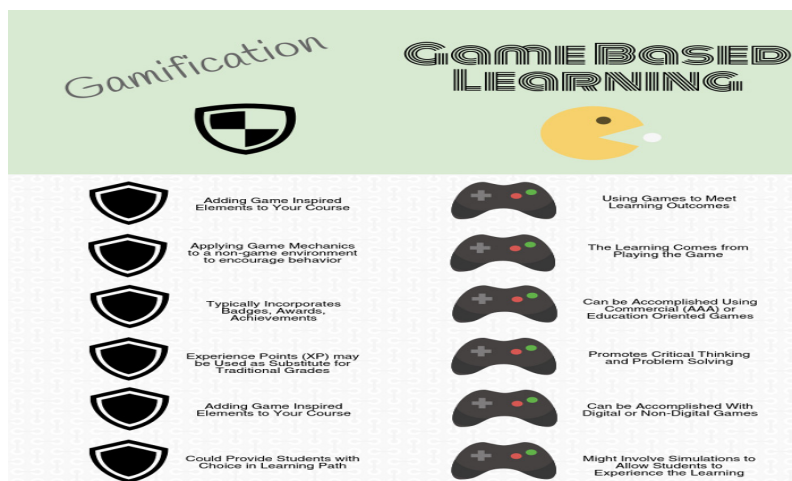 Gamification
Game Based
Learning
Adding Game Inspired
Elements to Your Course
Applying Game Mechanics
to a non-game environment
to encourage behavior
Typically Incorporates
Badges, Awards,
Achievements
Experience Points (XP) may
be Used as Substitute for
Traditional Grades
Adding Game Inspired
Elements to Your Course
Could Provide Students with
Choice in Learning Path
Using Games to Meet
Learning Outcomes
The Learning Comes from
Playing the Game
Can be Accomplished Using
Commercial (AAA) or
Education Oriented Games
Promotes Critical Thinking
and Problem Solving
Can be Accomplished With
Digital or Non-Digital Games
Might Involve Simulations to
Allow Students to
Experience the Learning